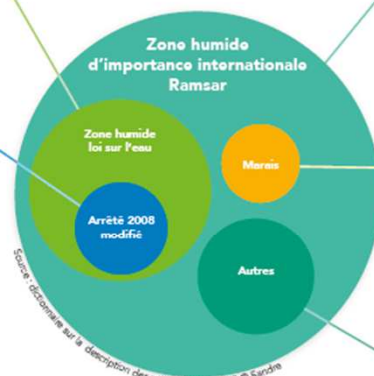 Zone humide
d'importance internationale
Ramsar
Zone humide
loi sur l'eau
Marais
Arrêté 2008
modifié
Autres
Source : dictionnaire sur la description des
© Sandre